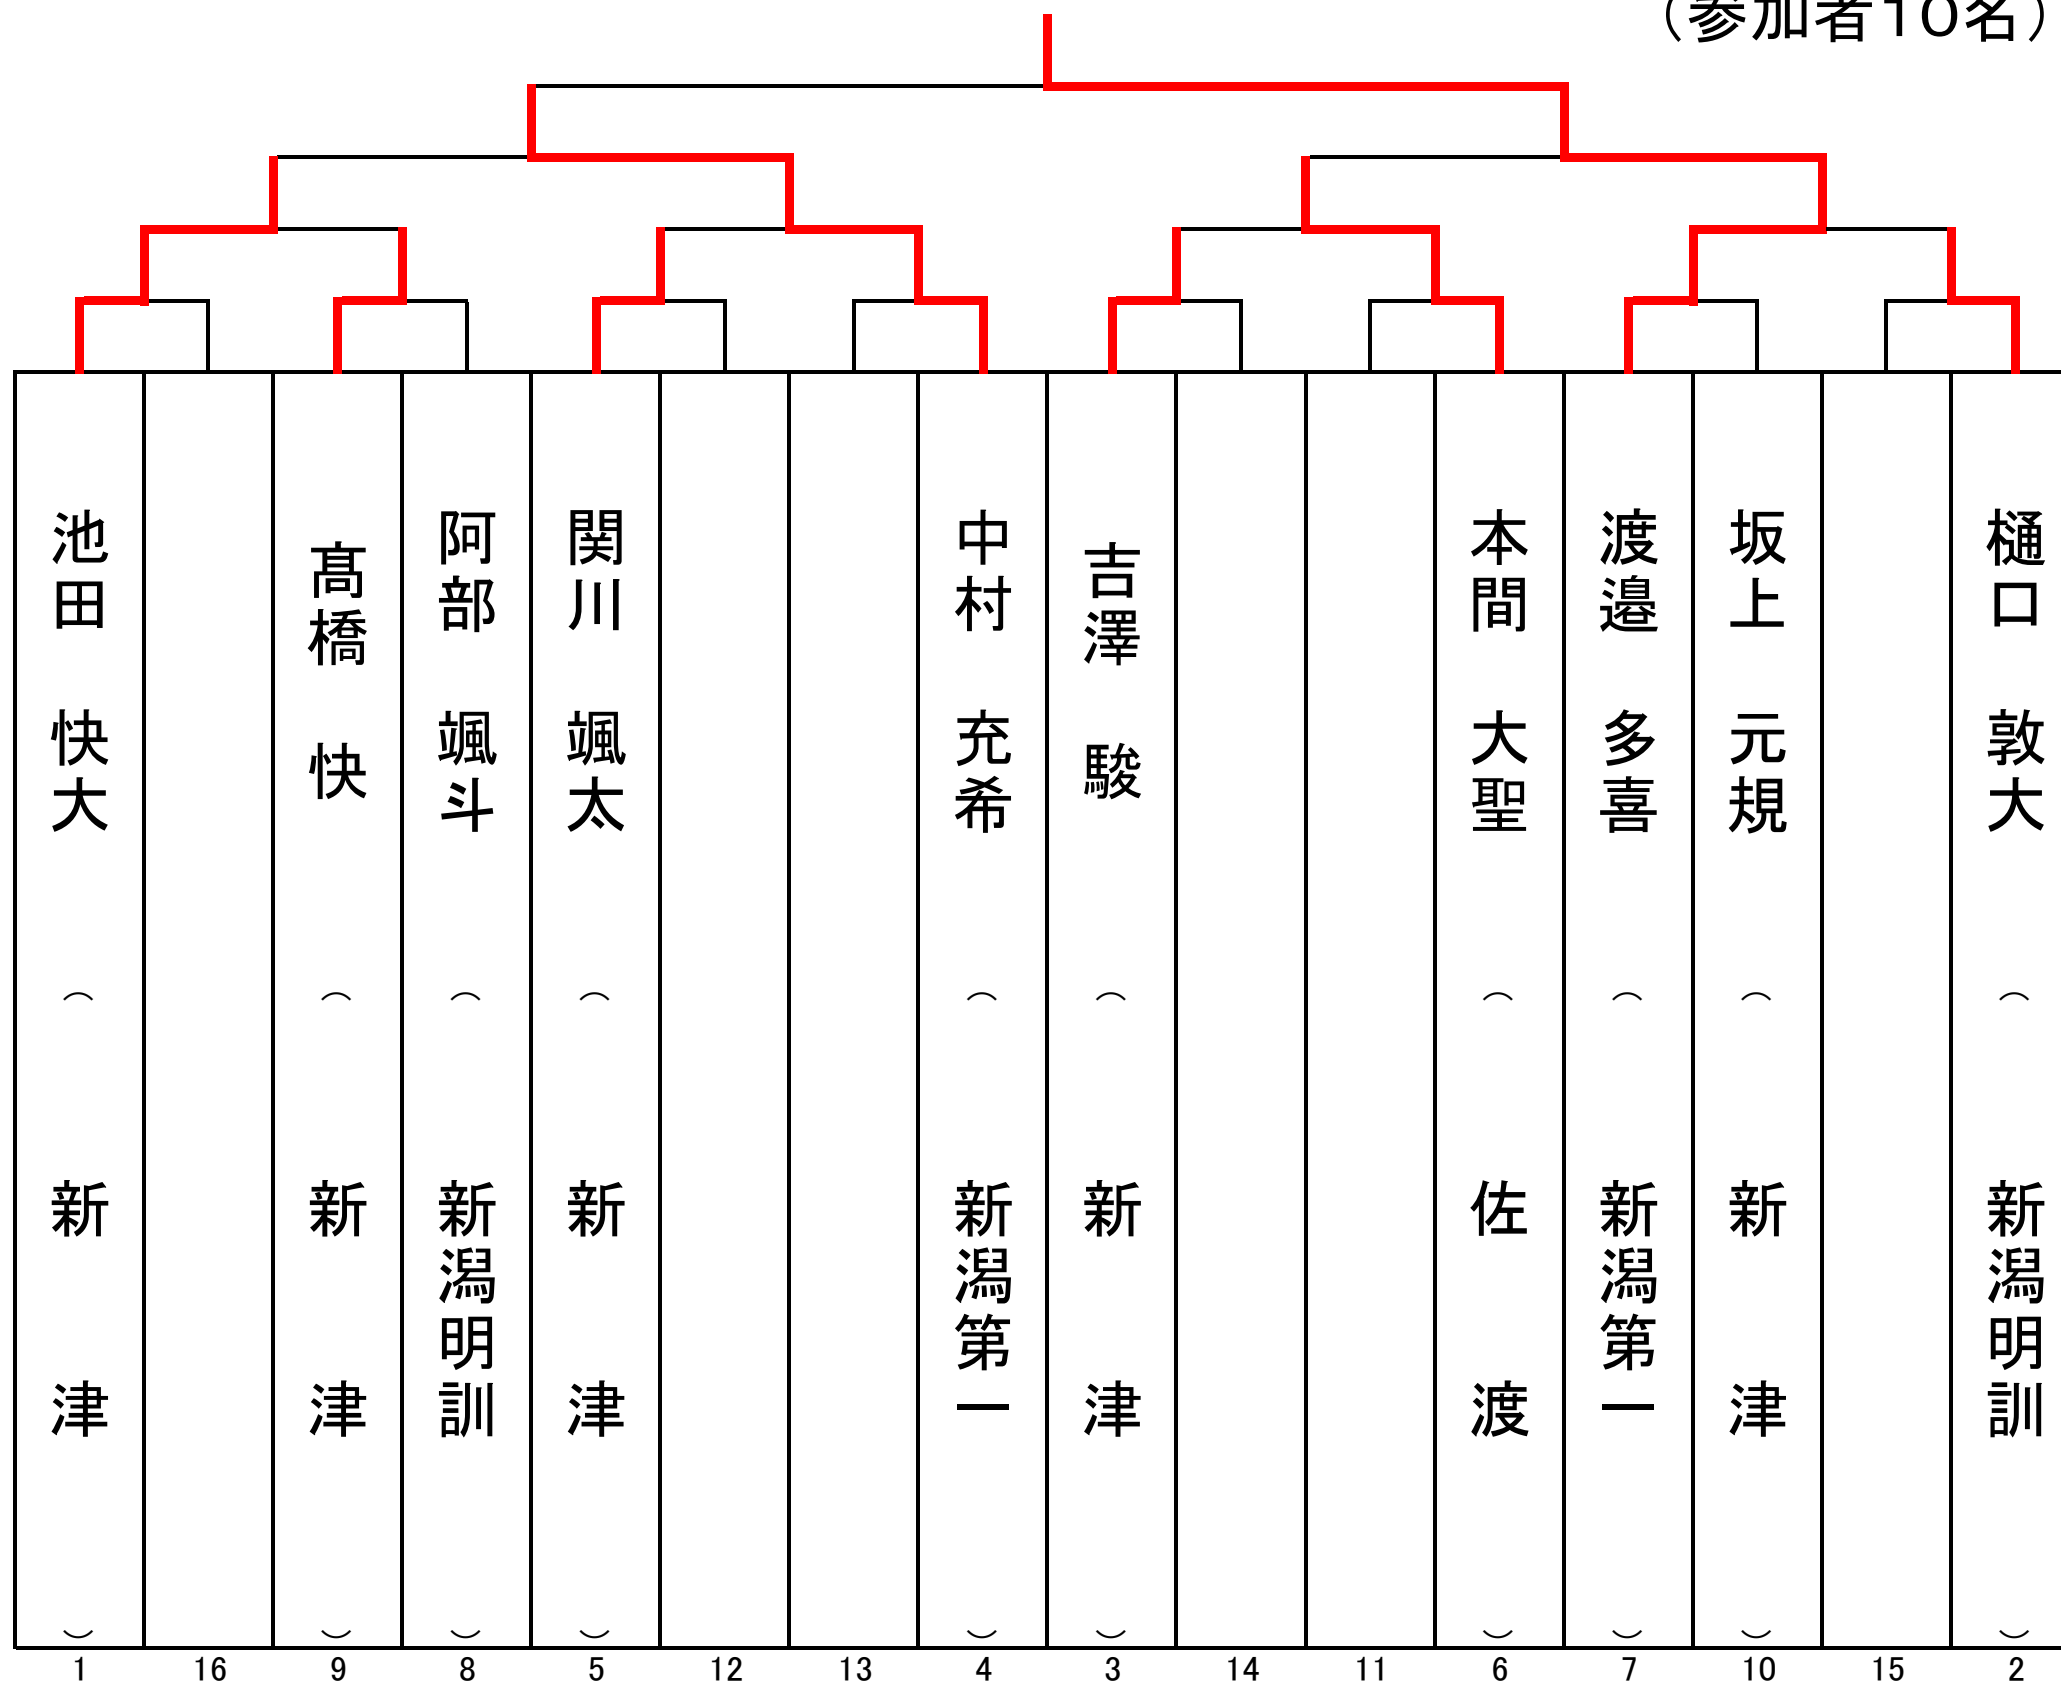 （参加者１０名）
池田　快大
（新津）
1
16
髙橋　快
（新津）
9
阿部　颯斗
（新潟明訓）
8
関川　颯太
（新津）
5
12
13
中村　充希
（新潟第一）
4
吉澤　駿
（新津）
3
14
11
本間　大聖
（佐渡）
6
渡邉　多喜
（新潟第一）
7
坂上　元規
（新津）
10
15
樋口　敦大
（新潟明訓）
2